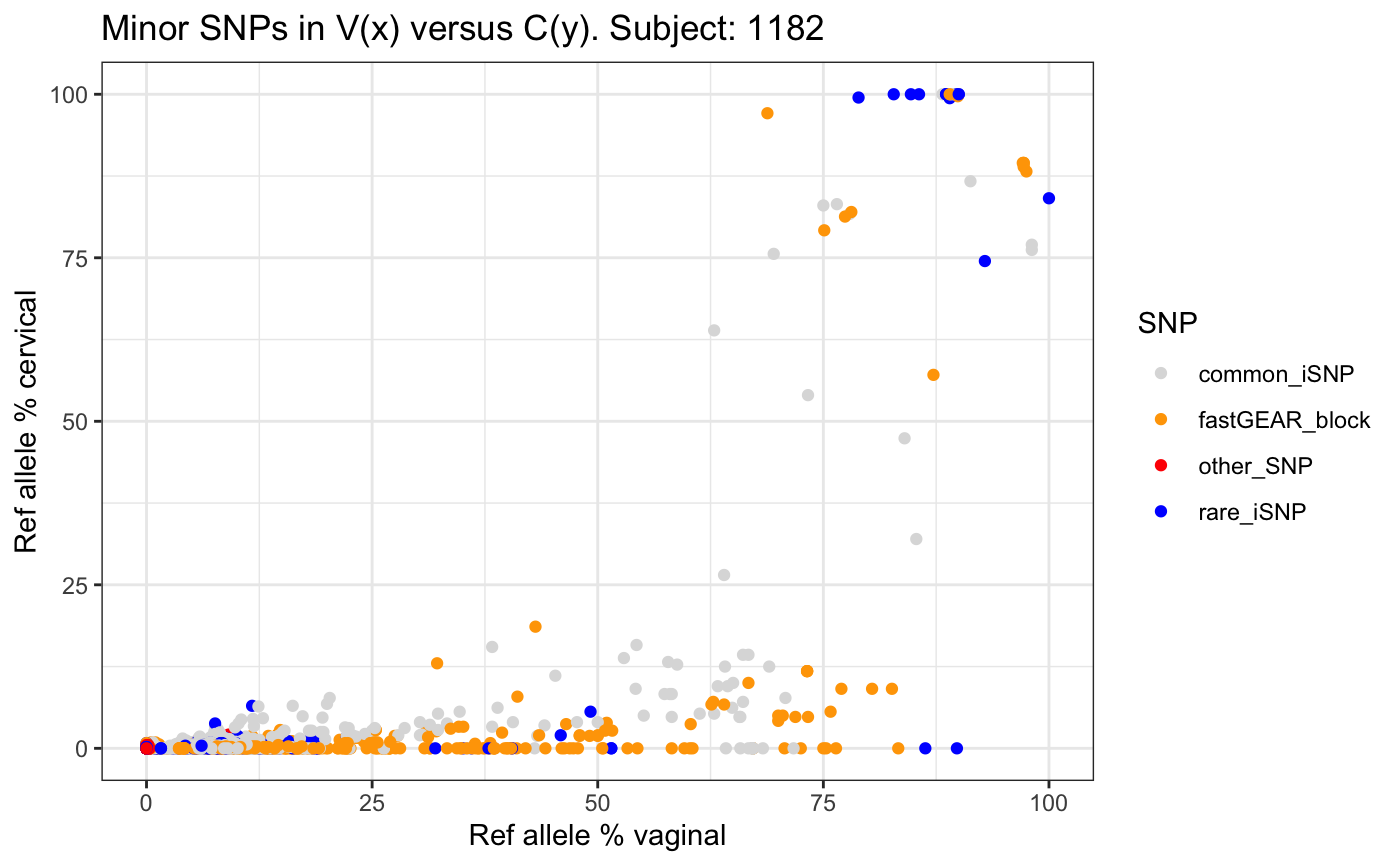 Minor SNPs in V(x) versus C(y). Subject: 1182
100
75
50
25
0
Ref allele % cervical
0 25 50 75 100
Ref allele % vaginal
SNP
common_iSNP
fastGEAR_block
other_SNP
rare_iSNP